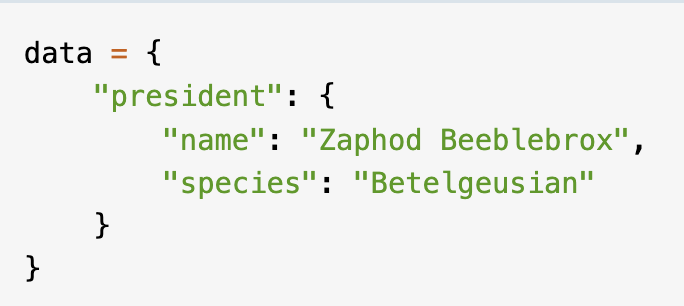 data = {
    "president": {
        "name": "Zaphod Beeblebrox",
        "species": "Betelgeusian"
    }
}